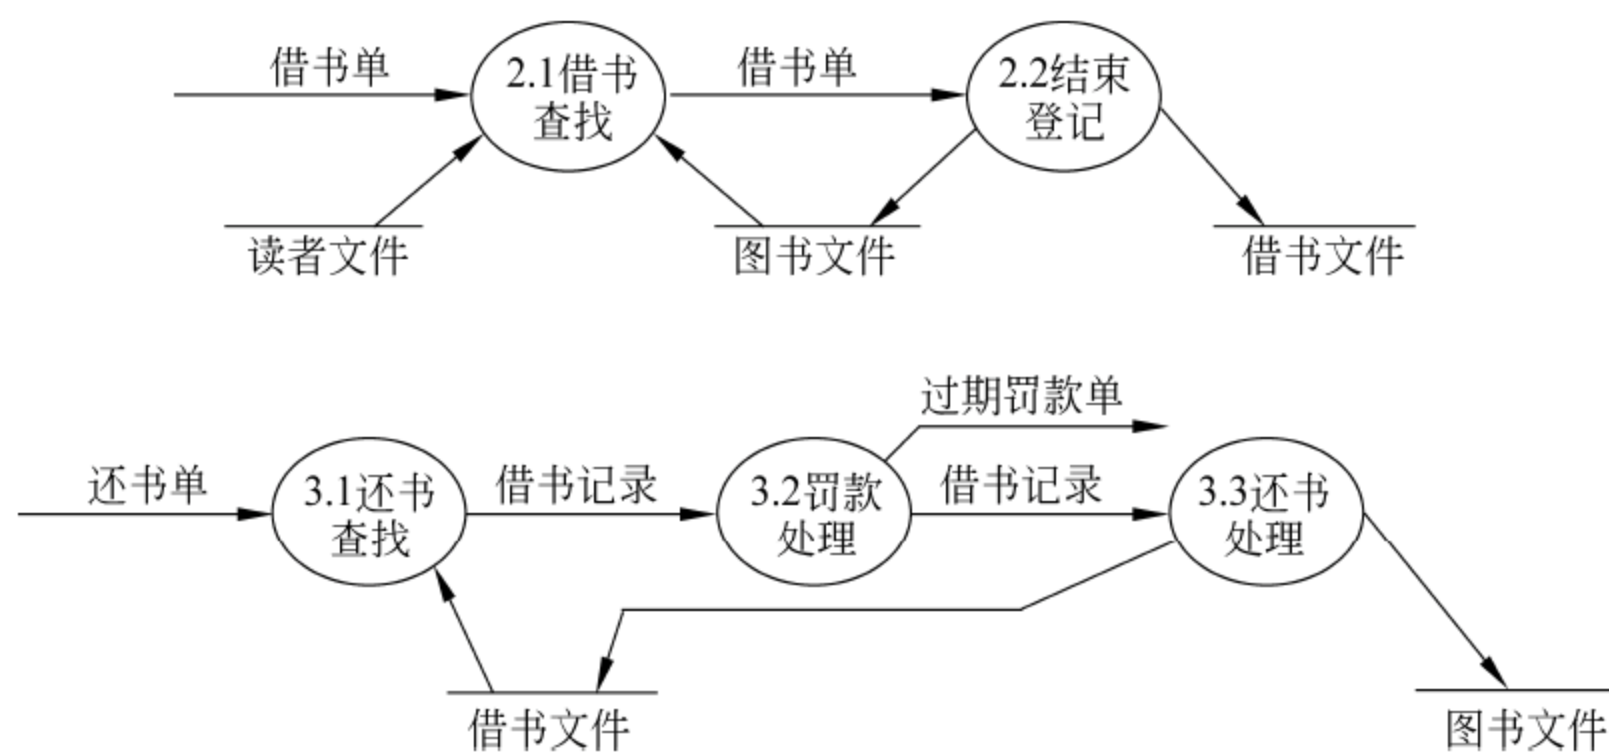 借书单
2.1借书
查找
借书单
2.2结束
登记
读者文件
图书文件
借书文件
过期罚款单
还书单
3.1还书
查找
借书记录
3.2罚款
处理
借书记录
3.3还书
处理
借书文件
图书文件